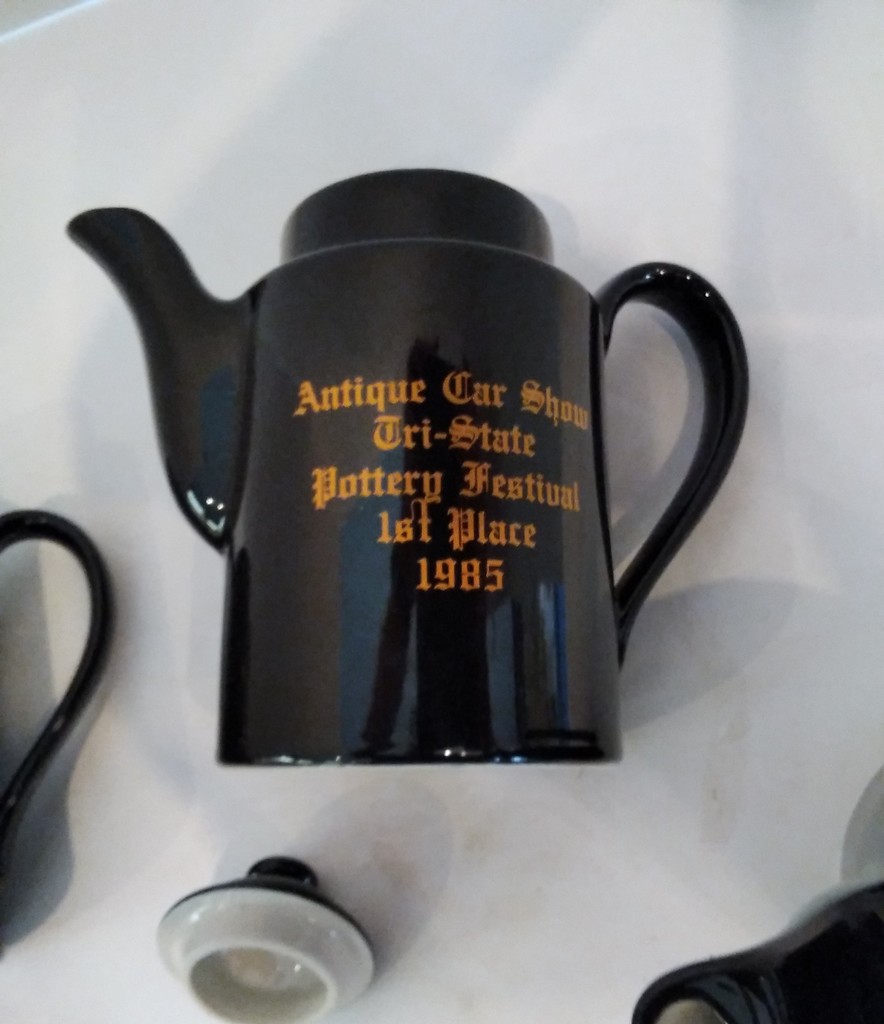 Antique Car Show
Tri-State
Pottery Festival
1st Place
1985